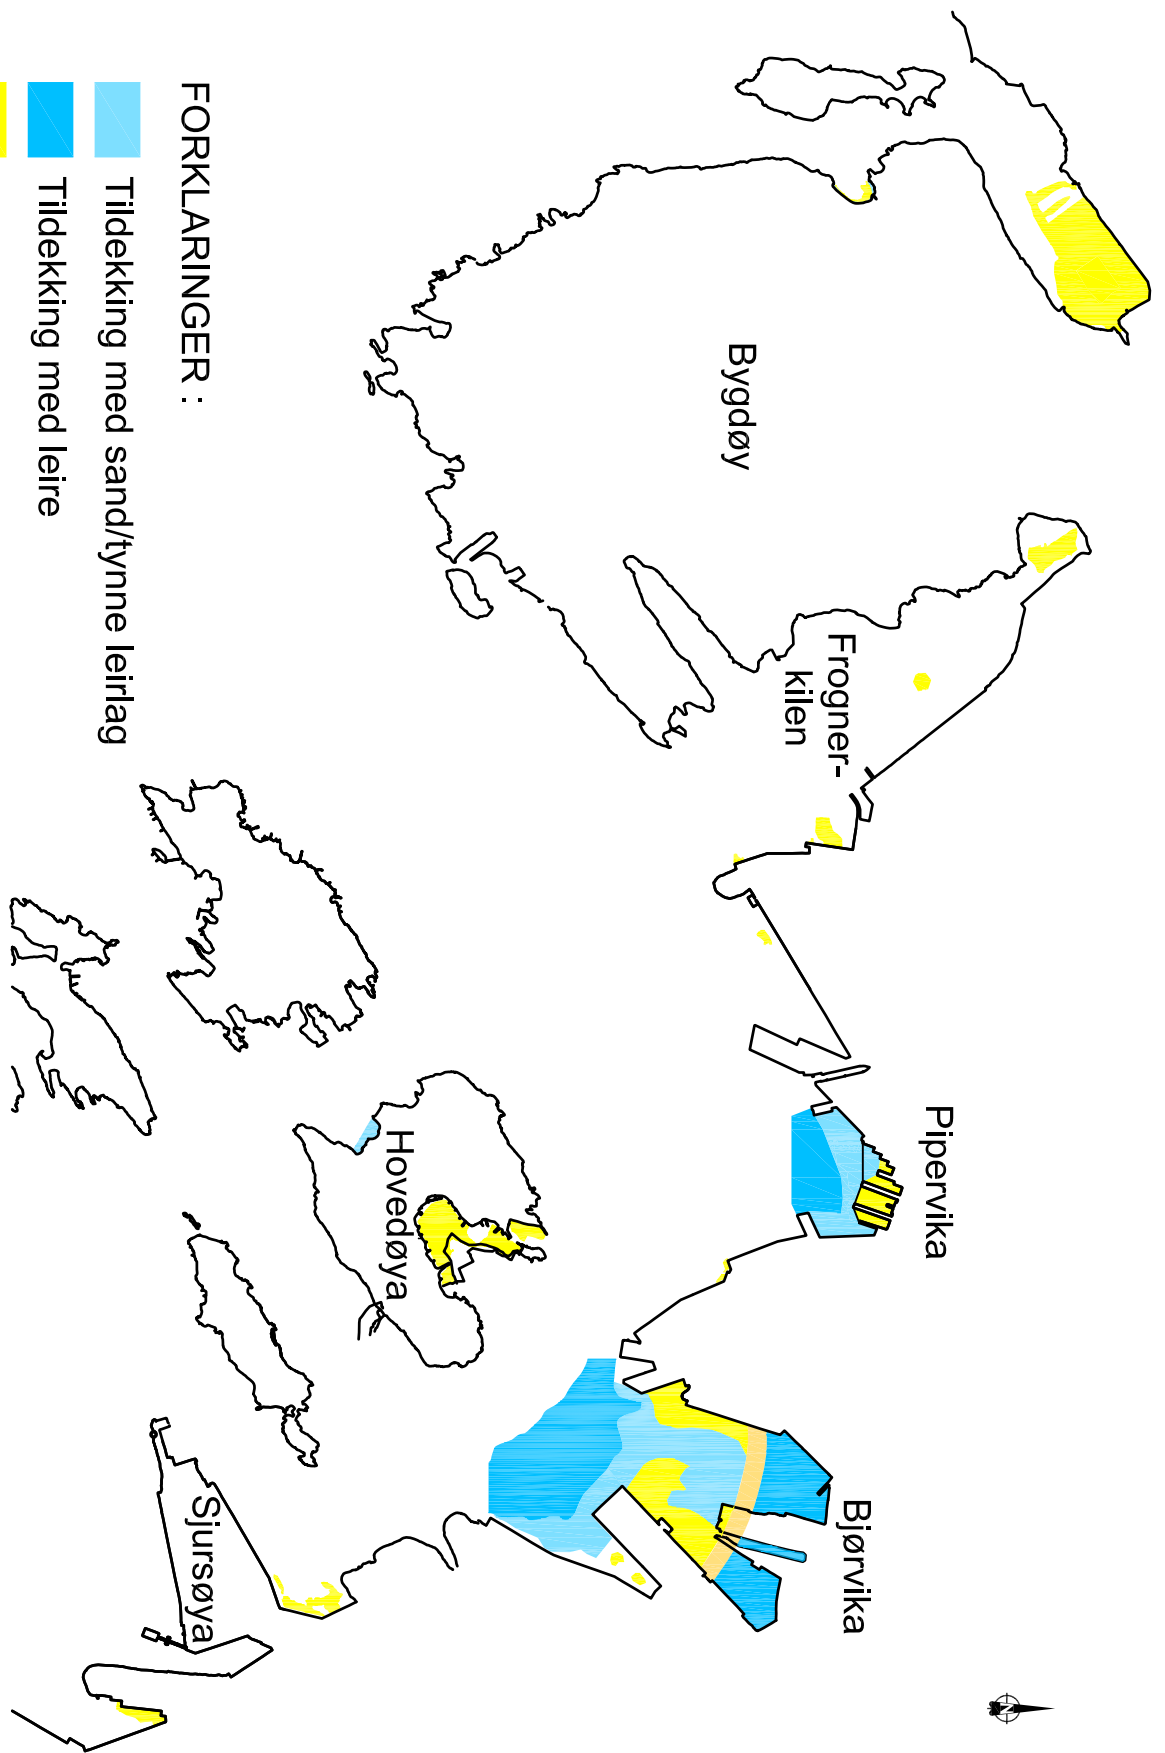 Bygdøy
Frogner-
kilen
Pipervika
Hovedøya
Bjørvika
Sjursøya
FORKLARINGER :
Tildekking med sand/tynne leirlag
Tildekking med leire